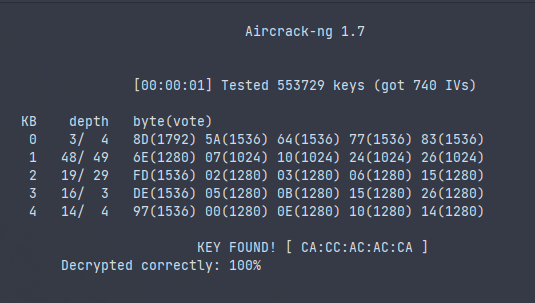 Aircrack-ng 1.7
[00:00:01] Tested 553729 keys (got 740 IVs)
KB depth byte(vote)
0 3/ 4 8D(1792) 5A(1536) 64(1536) 77(1536) 83(1536)
1 48/ 49 6E(1280) 07(1024) 10(1024) 24(1024) 26(1024)
2 19/ 29 FD(1536) 02(1280) 03(1280) 06(1280) 15(1280)
3 16/ 3 DE(1536) 05(1280) 0B(1280) 15(1280) 26(1280)
4 14/ 4 97(1536) 00(1280) 0E(1280) 10(1280) 14(1280)
KEY FOUND! [ CA:CC:AC:AC:CA ]
Decrypted correctly: 100%